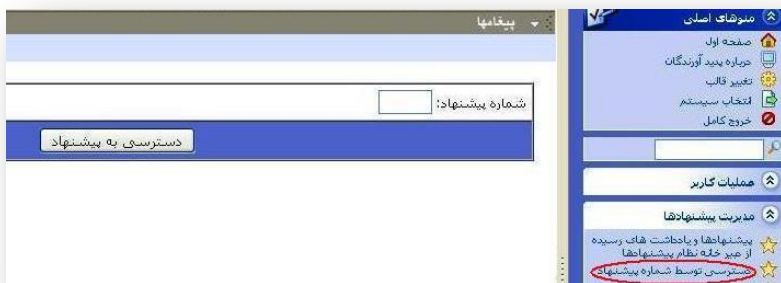 منوهای اصلی
صفحه اول
درباره پدید آورندگان
تغییر قالب
انتخاب سیستم
خروج کامل
عملیات کاربر
مدیریت پیشنهادها
پیشنهادها و یادداشت های رسیده
از دبیر خانه نظام پیشنهادها
دسترسی توسط شماره پیشنهاد
پیغامها
شماره پیشنهاد:
دسترسی به پیشنهاد